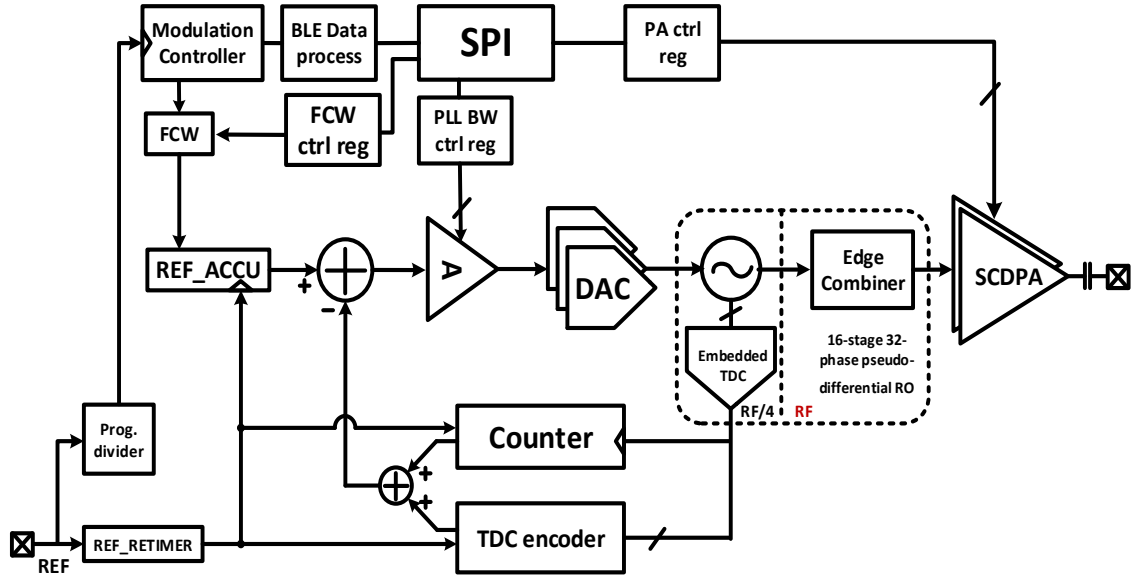 Modulation
Controller
BLE Data
process
SPI
PA ctrl
reg
FCW
FCW
ctrl reg
PLL BW
ctrl reg
REF_ACCU
+
−
A
DAC
Edge
Combiner
SCDPA
Embedded
TDC
16-stage 32-
phase pseudo-
differential RO
RF/4
RF
Prog.
divider
Counter
+
+
TDC encoder
REF_RETIMER
REF